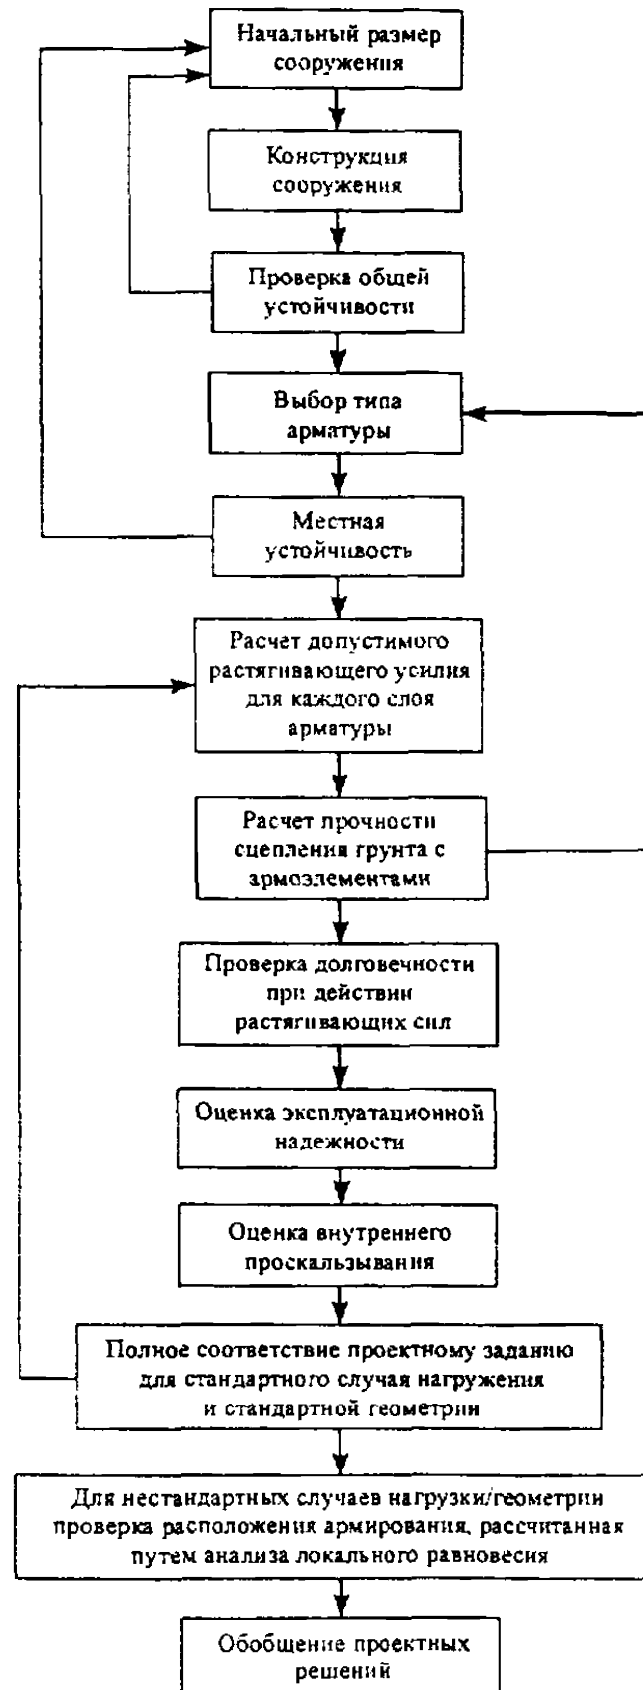 Начальный размер
сооружения
Конструкция
сооружения
Проверка общей
устойчивости
Выбор типа
арматуры
Местная
устойчивость
Расчет допустимого
растягивающего усилия
для каждого слоя
арматуры
Расчет прочности
сцепления грунта с
армоэлементами
Проверка долговечности
при действии
растягивающих сил
Оценка эксплуатационной
надежности
Оценка внутреннего
проскальзывания
Полное соответствие проектному заданию
для стандартного случая нагружения
и стандартной геометрии
Для нестандартных случаев нагрузки/геометрии
проверка расположения армирования, рассчитанная
путем анализа локального равновесия
Обобщение проектных
решений